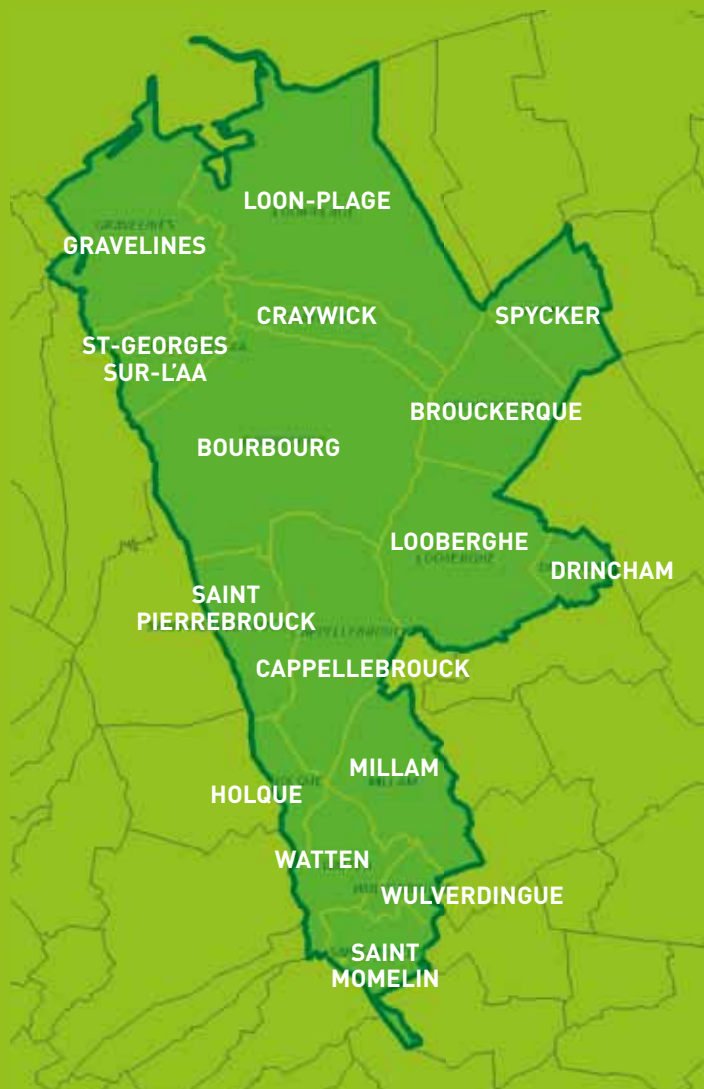 LOON-PLAGE
GRAVELINES
CRAYWICK
SPYCKER
ST-GEORGES
SUR-L'AA
BROUCKERQUE
BOURBOURG
LOOBERGHE
DRINCHAM
SAINT
PIERREBROUCK
CAPPELLEBROUCK
MILLAM
HOLQUE
WATTEN
WULVERDINGUE
SAINT
MOMELIN